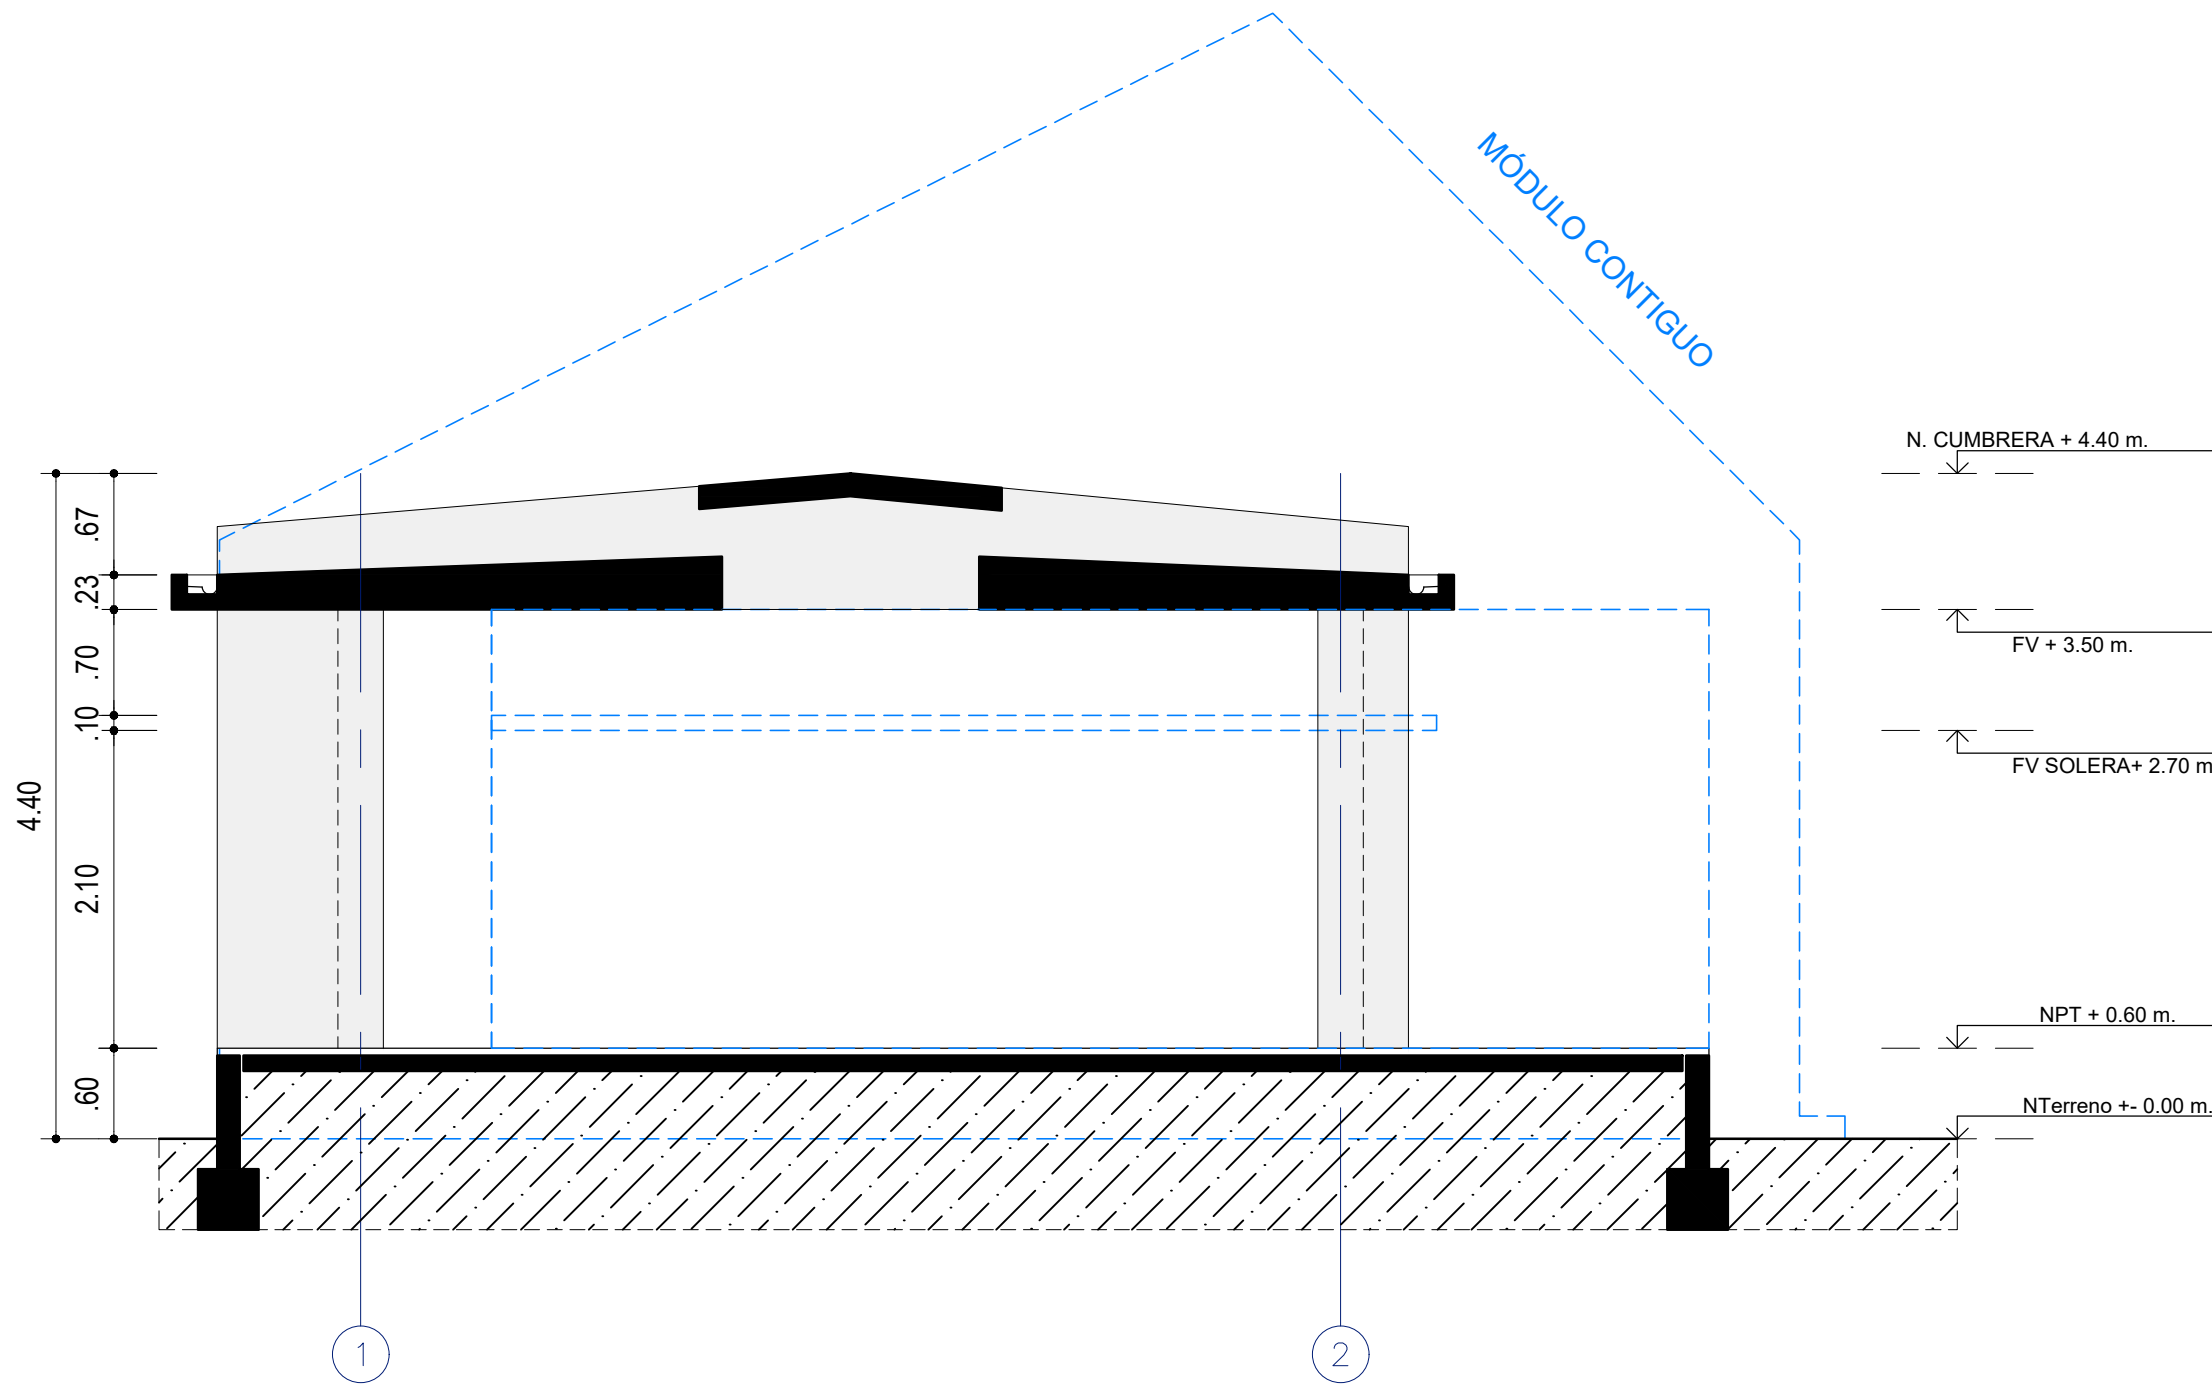 MÓDULO CONTIGUO
N. CUMBRERA + 4.40 m.
.67
.23
FV + 3.50 m.
.70
.10
FV SOLERA+ 2.70 m
4.40
2.10
NPT + 0.60 m.
.60
NTerreno +- 0.00 m.
1
2